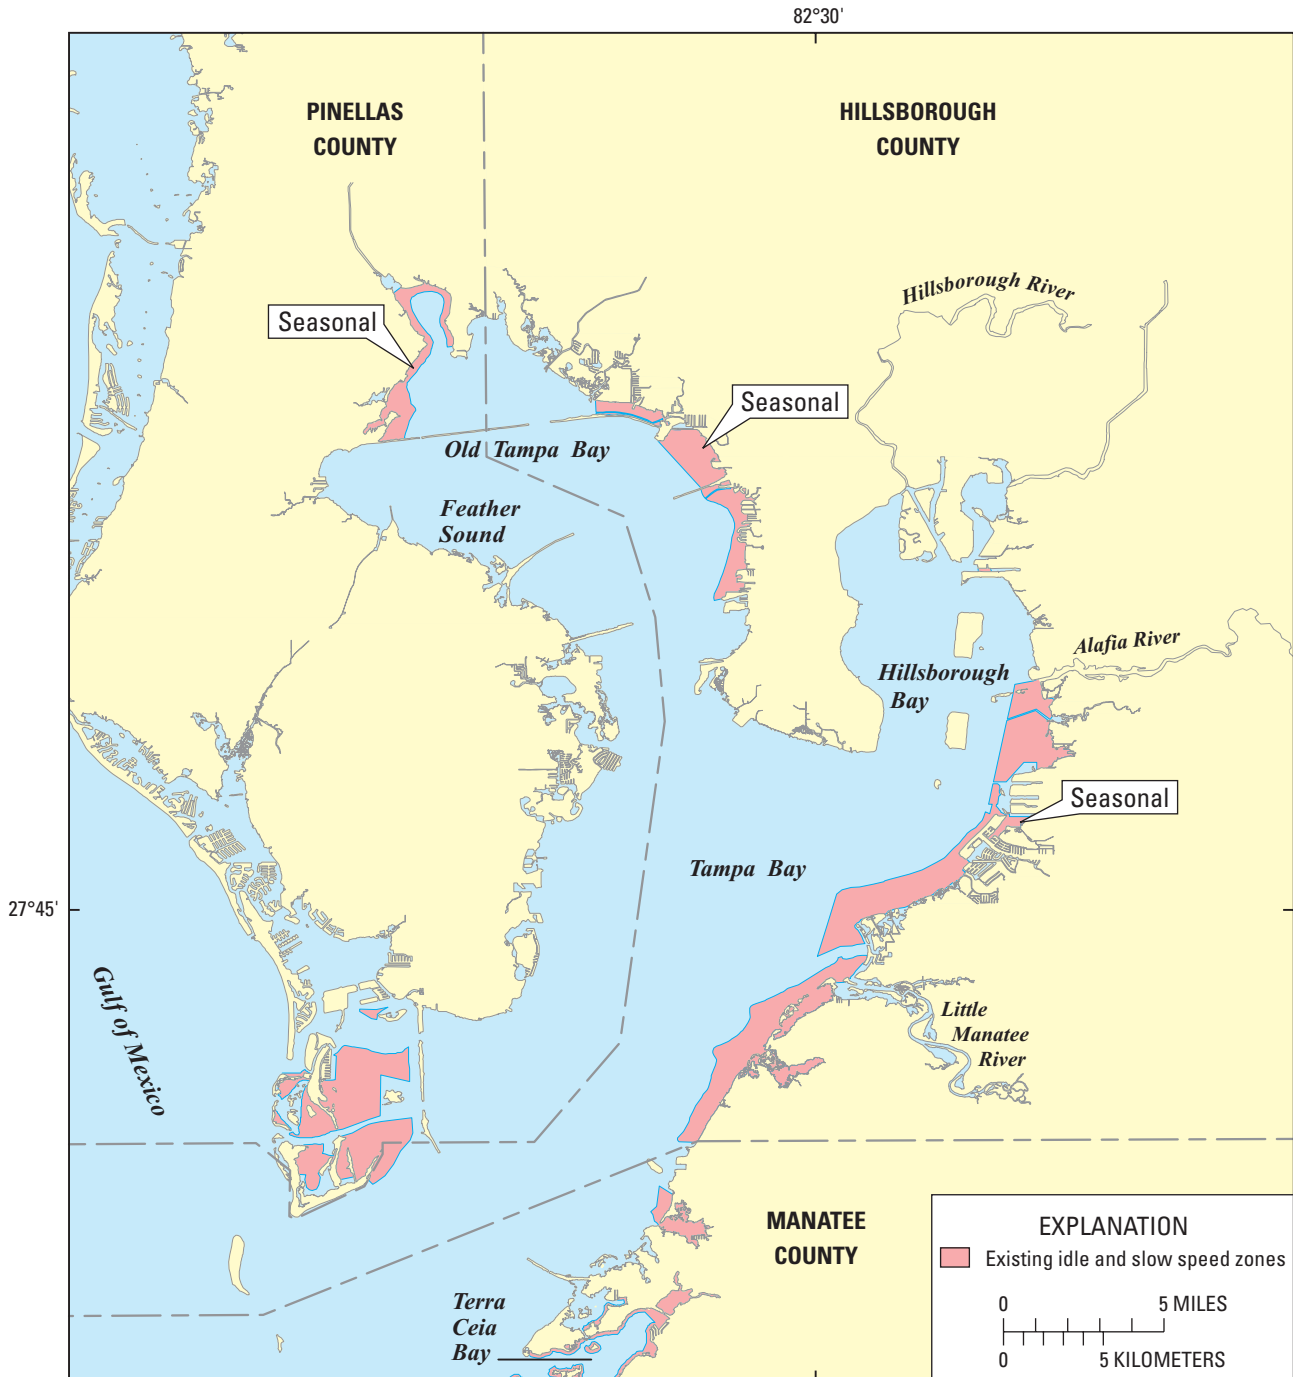 82°30'
PINELLAS
COUNTY
HILLSBOROUGH
COUNTY
Hillsborough River
Seasonal
Seasonal
Old Tampa Bay
Feather
Sound
Alafia River
Hillsborough
Bay
Seasonal
Tampa Bay
27°45'
Gulf of Mexico
Little
Manatee
River
MANATEE
COUNTY
Terra
Ceia
Bay
EXPLANATION
Existing idle and slow speed zones
0 5 MILES
0 5 KILOMETERS